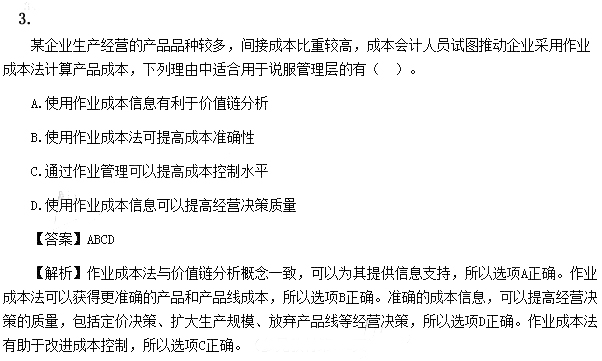 3.
某企业生产经营的产品品种较多，间接成本比重较高，成本会计人员试图推动企业采用作业
成本法计算产品成本，下列理由中适合用于说服管理层的有（ ）。
A.使用作业成本信息有利于价值链分析
B.使用作业成本法可提高成本准确性
C.通过作业管理可以提高成本控制水平
D.使用作业成本信息可以提高经营决策质量
【答案】ABCD
【解析】作业成本法与价值链分析概念一致，可以为其提供信息支持，所以选项A正确。作业
成本法可以获得更准确的产品和产品线成本，所以选项B正确。准确的成本信息，可以提高经营决
策的质量，包括定价决策、扩大生产规模、放弃产品线等经营决策，所以选项D正确。作业成本法
有助于改进成本控制，所以选项C正确。